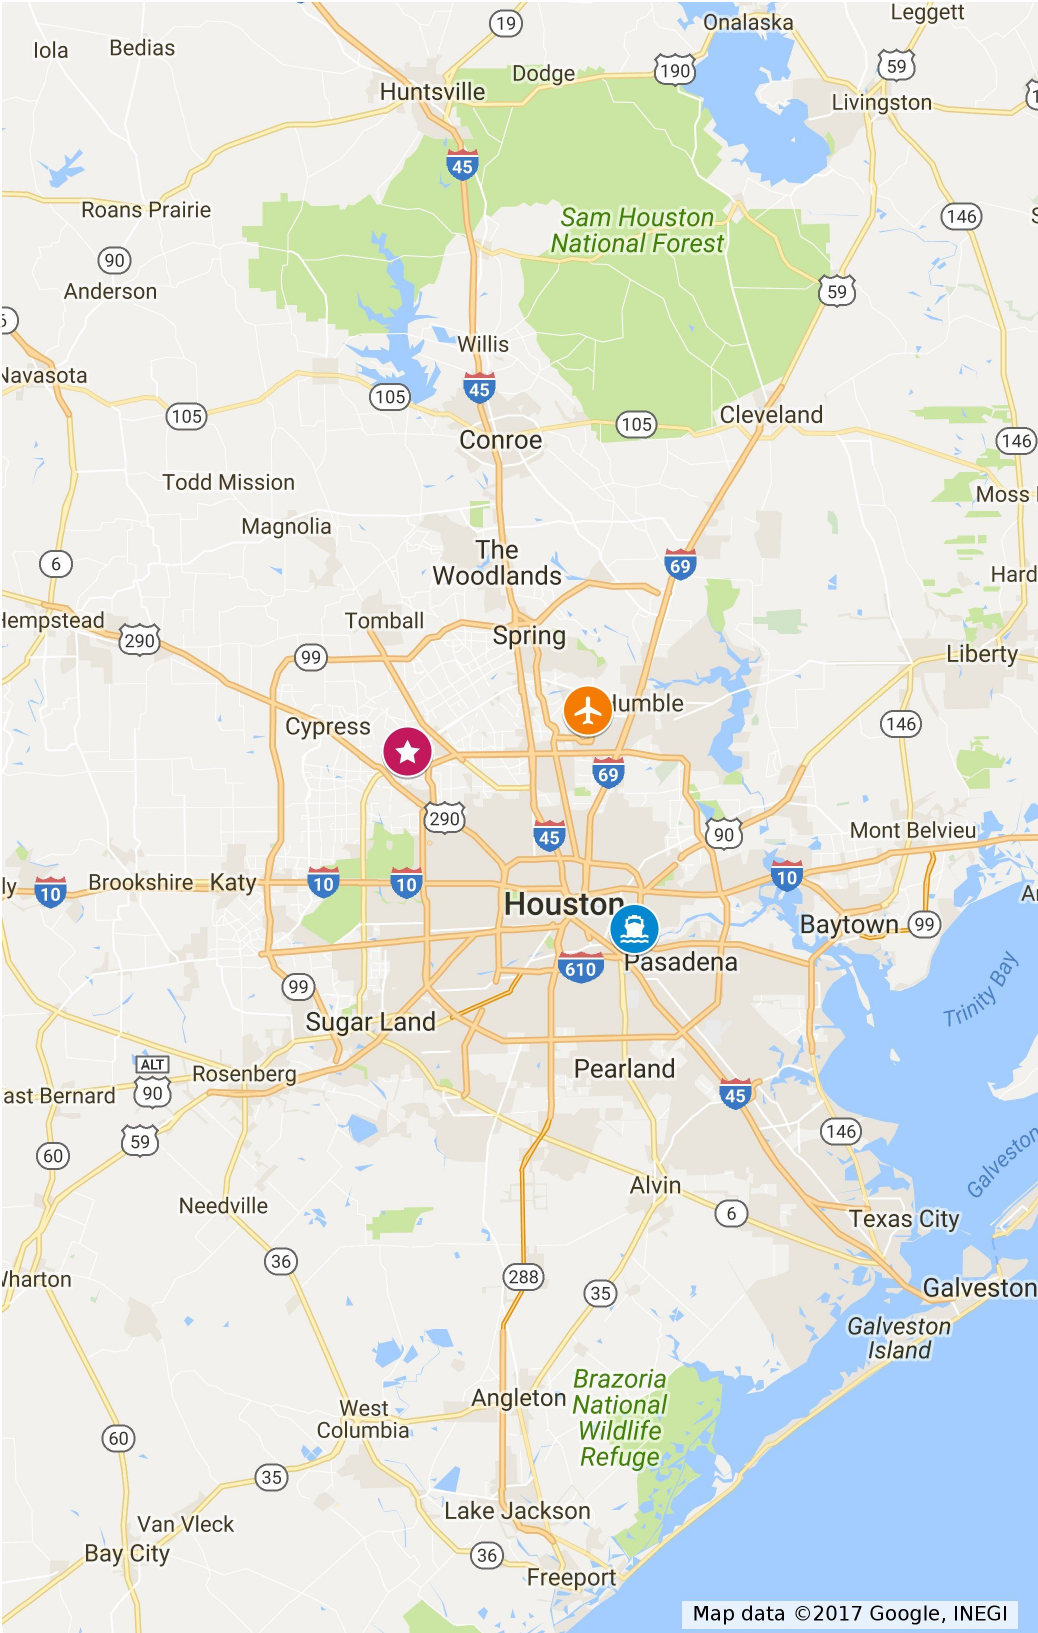 19
Onalaska
Leggett
Iola
Bedias
Dodge
190
59
Huntsville
Livingston
45
Roans Prairie
Sam Houston
National Forest
146
90
Anderson
59
Willis
Navasota
45
105
105
Cleveland
105
Conroe
146
Todd Mission
Moss
Magnolia
The
Woodlands
6
69
Hard
Tomball
Hempstead
290
Spring
99
Liberty
Humble
Cypress
146
69
290
45
90
Mont Belvieu
10
Brookshire
Katy
10
10
10
Houston
Baytown
99
610
Pasadena
Trinity Bay
99
Sugar Land
ALT
90
Rosenberg
Pearland
ast Bernard
45
59
146
60
Galveston
Alvin
Needville
6
Texas City
36
Wharton
288
35
Galveston
Galveston
Island
Brazoria
National
Wildlife
Refuge
Angleton
West
Columbia
60
35
Lake Jackson
Van Vleck
Bay City
36
Freeport
Map data ©2017 Google, INEGI